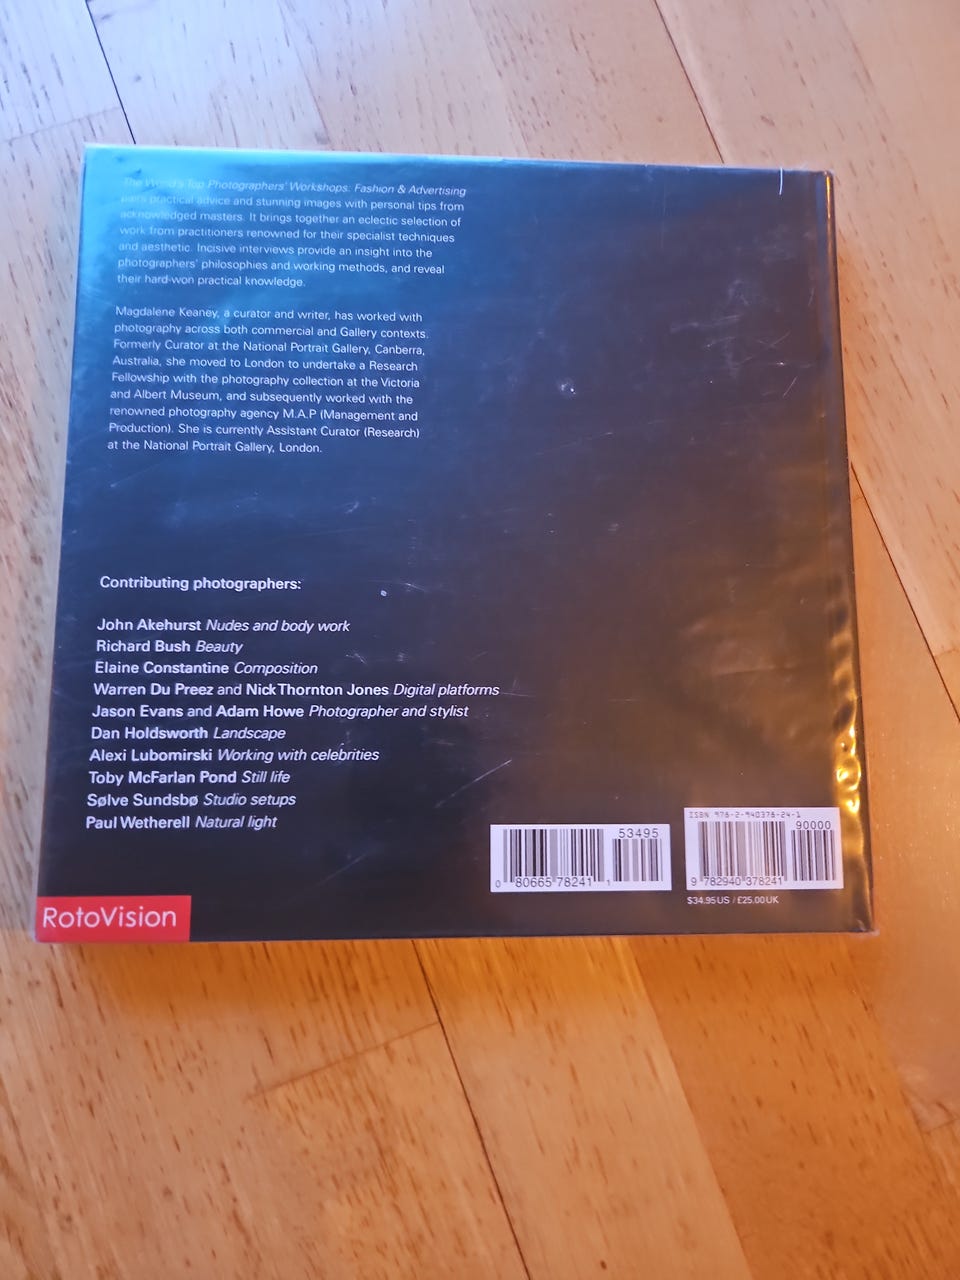 The World's Top Photographers' Workshops: Fashion & Advertising
pairs practical advice and stunning images with personal tips from
acknowledged masters. It brings together an eclectic selection of
work from practitioners renowned for their specialist techniques
and aesthetic. Incisive interviews provide an insight into the
photographers' philosophies and working methods, and reveal
their hard-won practical knowledge.
Magdalene Keaney, a curator and writer, has worked with
photography across both commercial and Gallery contexts.
Formerly Curator at the National Portrait Gallery, Canberra,
Australia, she moved to London to undertake a Research
Fellowship with the photography collection at the Victoria
and Albert Museum, and subsequently worked with the
renowned photography agency M.A.P (Management and
Production). She is currently Assistant Curator (Research)
at the National Portrait Gallery, London.
Contributing photographers:
John Akehurst Nudes and body work
Richard Bush Beauty
Elaine Constantine Composition
Warren Du Preez and Nick Thornton Jones Digital platforms
Jason Evans and Adam Howe Photographer and stylist
Dan Holdsworth Landscape
Alexi Lubomirski Working with celebrities
Toby McFarlan Pond Still life
Sølve Sundsbø Studio setups
Paul Wetherell Natural light
53495
0 80665 78241 1
ISBN 978-2-940378-24-1
90000
9 782940 378241
$34.95 US / £25.00 UK
RotoVision